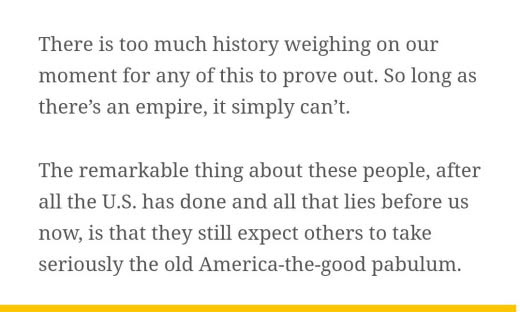 There is too much history weighing on our
moment for any of this to prove out. So long as
there’s an empire, it simply can’t.
The remarkable thing about these people, after
all the U.S. has done and all that lies before us
now, is that they still expect others to take
seriously the old America-the-good pabulum.